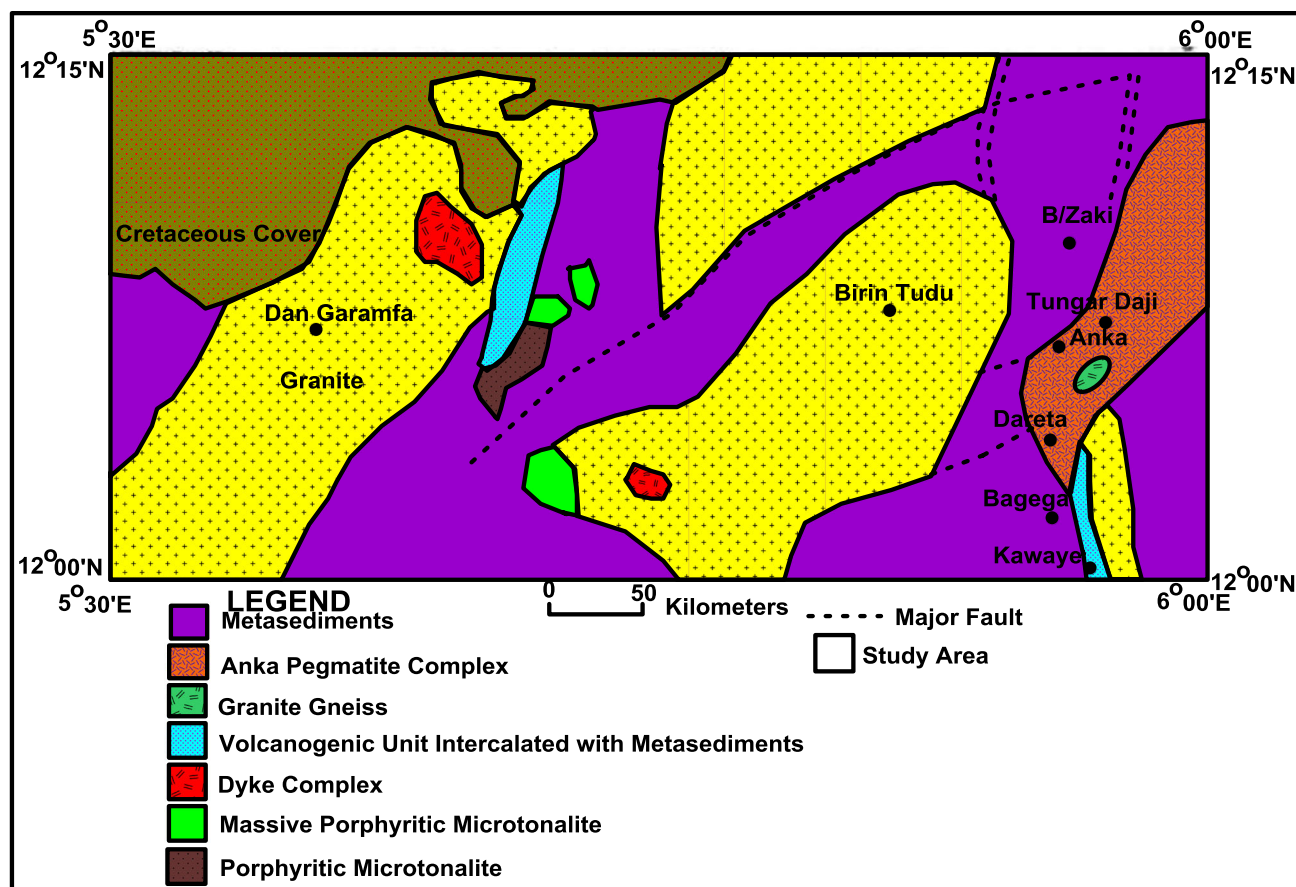 5°30'E
6°00'E
12°15'N
12°15'N
B/Zaki
Cretaceous Cover
Birin Tudu
Tungar Daji
Dan Garamfa
Anka
Granite
Dareta
Bagega
Kawaye
12°00'N
12°00'N
5°30'E
6°00'E
LEGEND
0 50 Kilometers
Metasediments
Major Fault
Anka Pegmatite Complex
Study Area
Granite Gneiss
Volcanogenic Unit Intercalated with Metasediments
Dyke Complex
Massive Porphyritic Microtonalite
Porphyritic Microtonalite